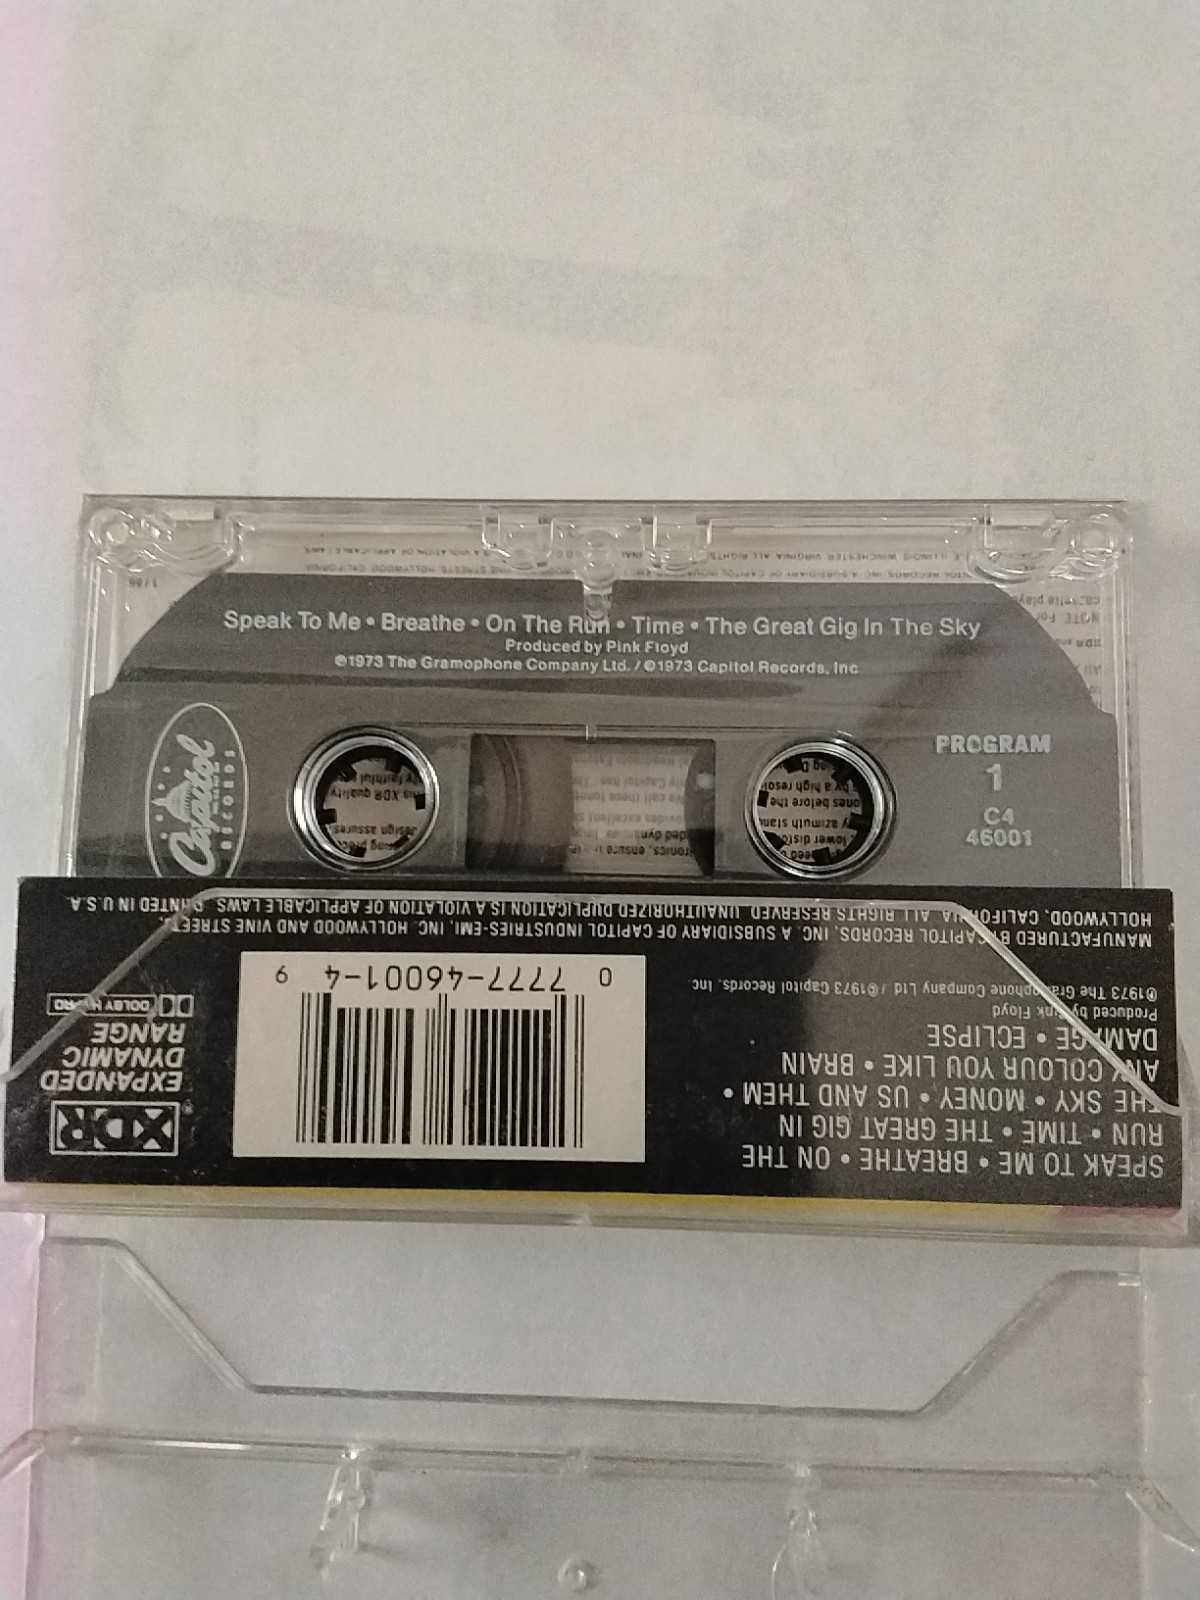 Speak To Me • Breathe • On The Run • Time • The Great Gig In The Sky
Produced by Pink Floyd
℗1973 The Gramophone Company Ltd. / ©1973 Capitol Records, Inc
Capitol
RECORDS
PROGRAM
1
C4
46001
SPEAK TO ME • BREATHE • ON THE
RUN • TIME • THE GREAT GIG IN
THE SKY • MONEY • US AND THEM •
ANY COLOUR YOU LIKE • BRAIN
DAMAGE • ECLIPSE
Produced by Pink Floyd
℗1973 The Gramophone Company Ltd / ©1973 Capitol Records, Inc.
MANUFACTURED BY CAPITOL RECORDS, INC. A SUBSIDIARY OF CAPITOL INDUSTRIES-EMI, INC. HOLLYWOOD AND VINE STREETS,
HOLLYWOOD, CALIFORNIA. ALL RIGHTS RESERVED. UNAUTHORIZED DUPLICATION IS A VIOLATION OF APPLICABLE LAWS. PRINTED IN U.S.A.
0 7777-46001-4 9
XDR®
EXPANDED
DYNAMIC
RANGE
DOLBY HX PRO
1/86